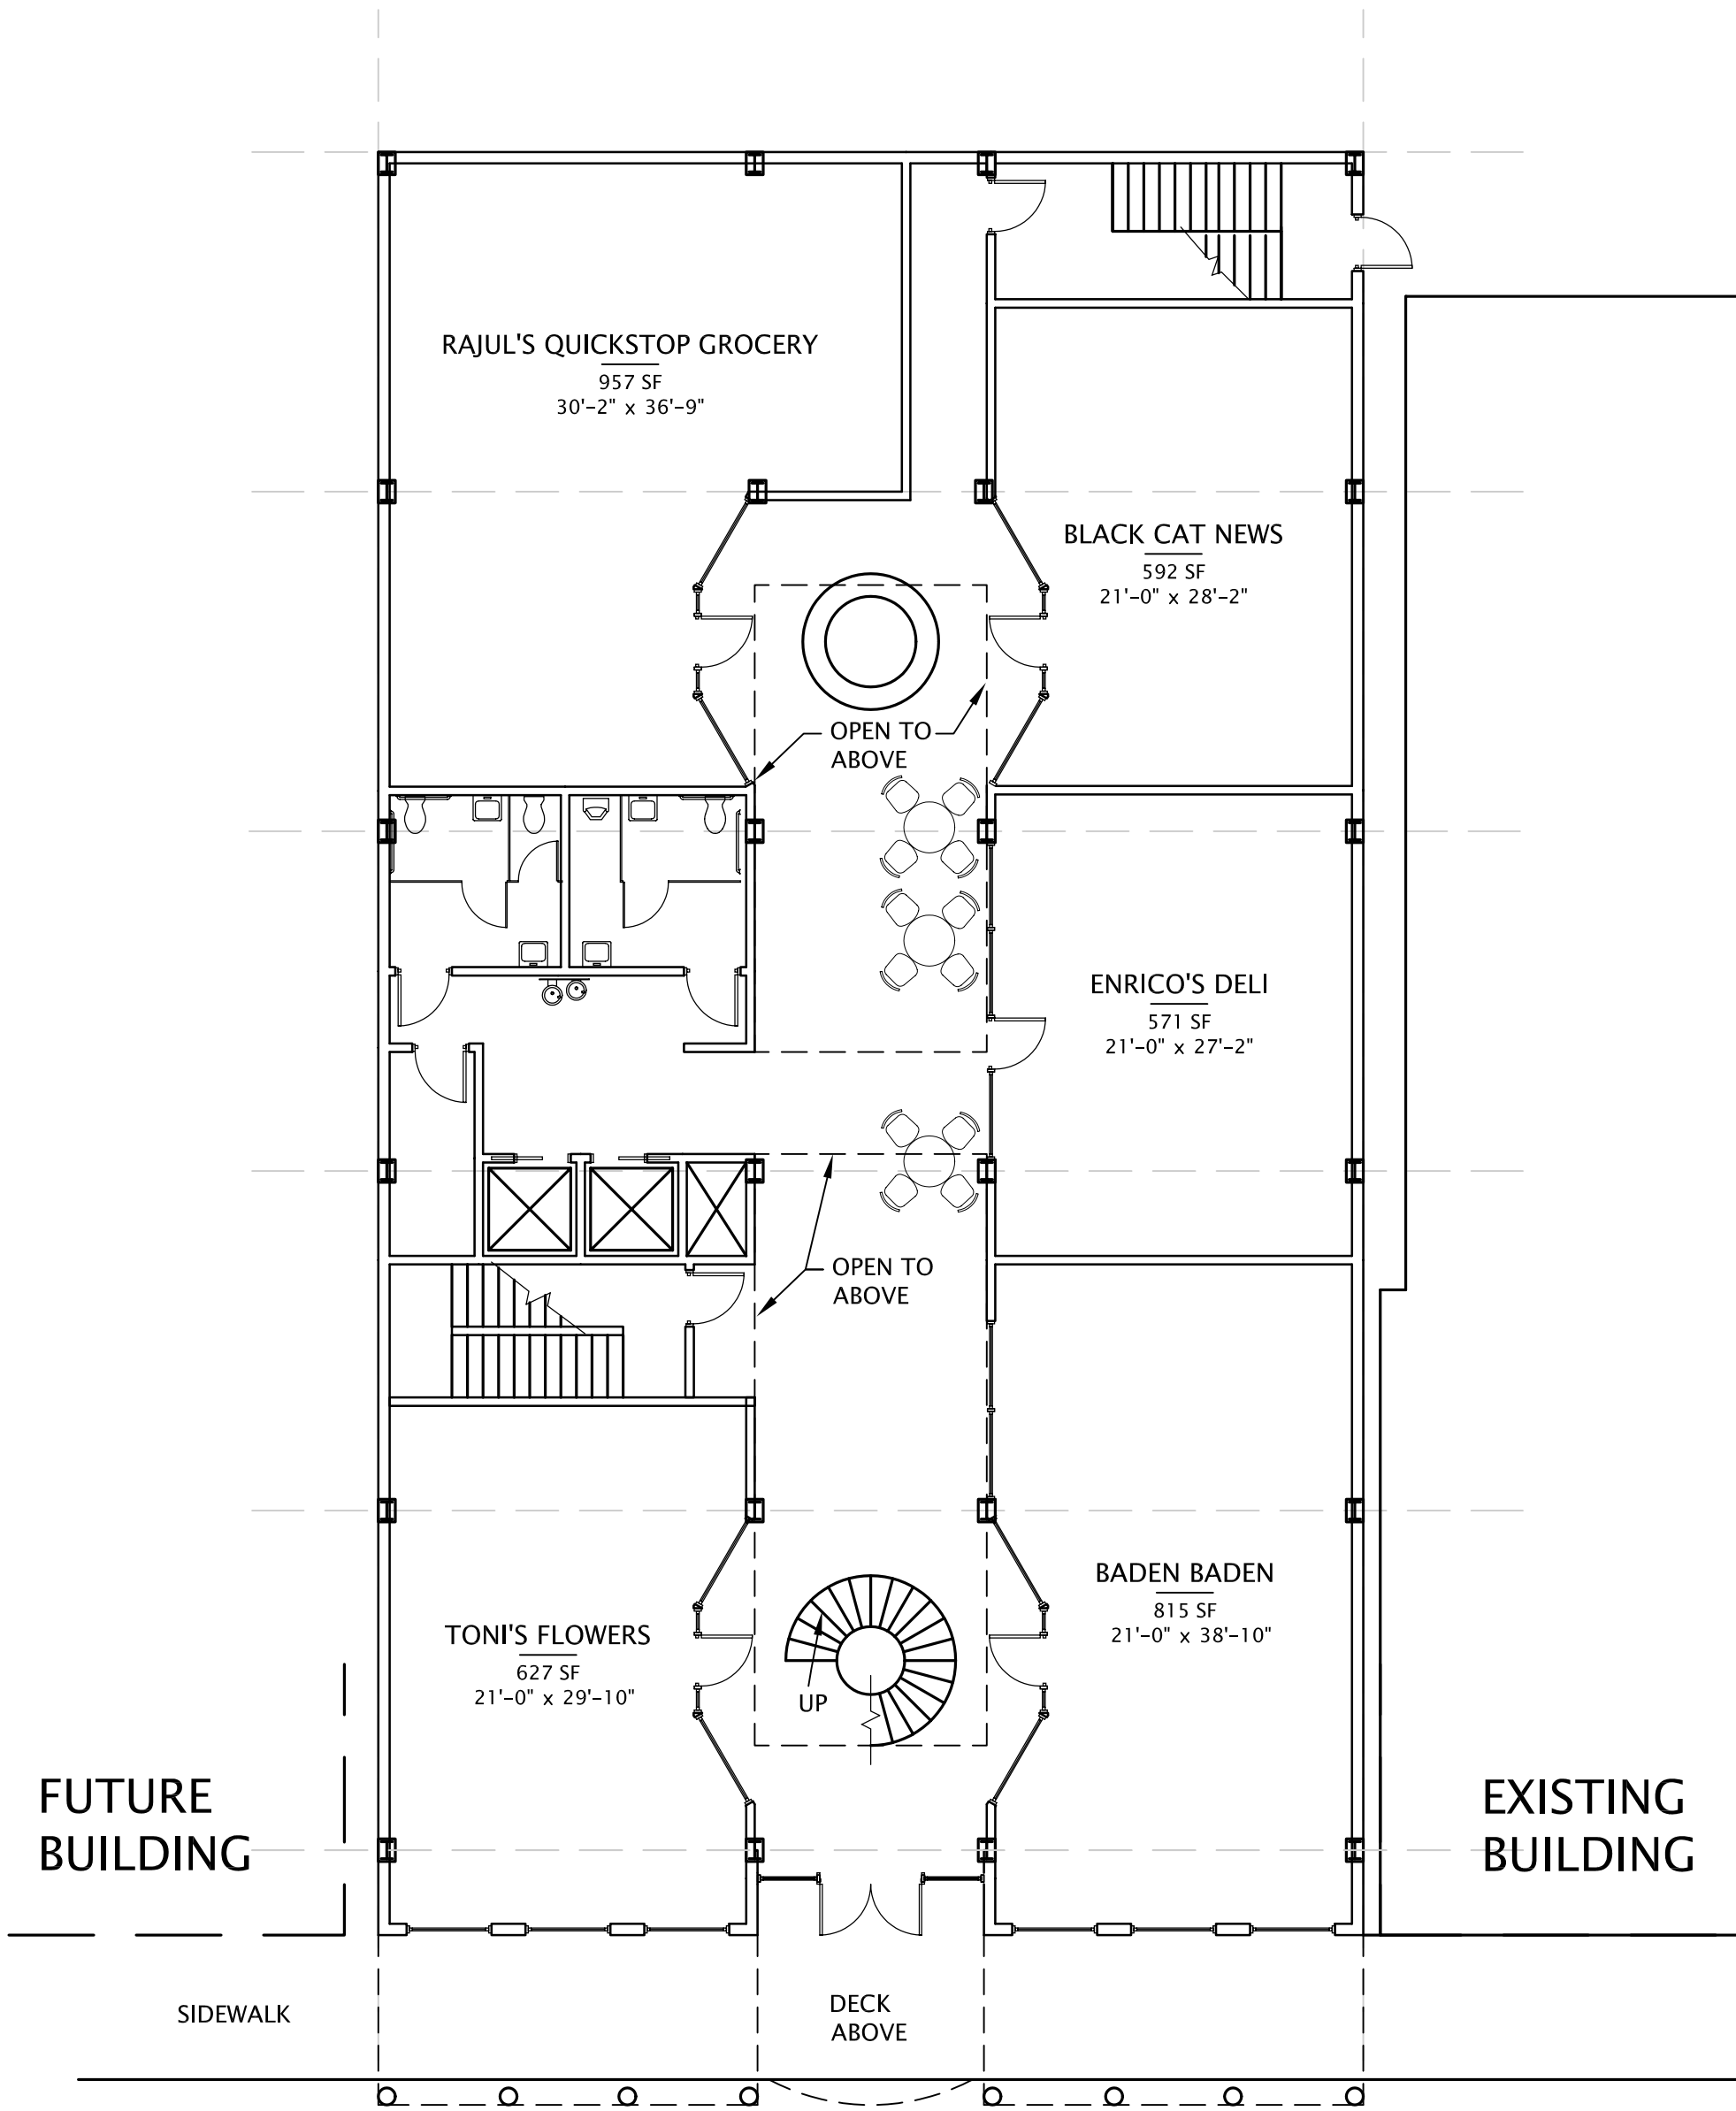 RAJUL'S QUICKSTOP GROCERY
957 SF
30'-2" x 36'-9"
BLACK CAT NEWS
592 SF
21'-0" x 28'-2"
OPEN TO
ABOVE
ENRICO'S DELI
571 SF
21'-0" x 27'-2"
OPEN TO
ABOVE
BADEN BADEN
815 SF
21'-0" x 38'-10"
TONI'S FLOWERS
627 SF
21'-0" x 29'-10"
UP
FUTURE
BUILDING
EXISTING
BUILDING
SIDEWALK
DECK
ABOVE